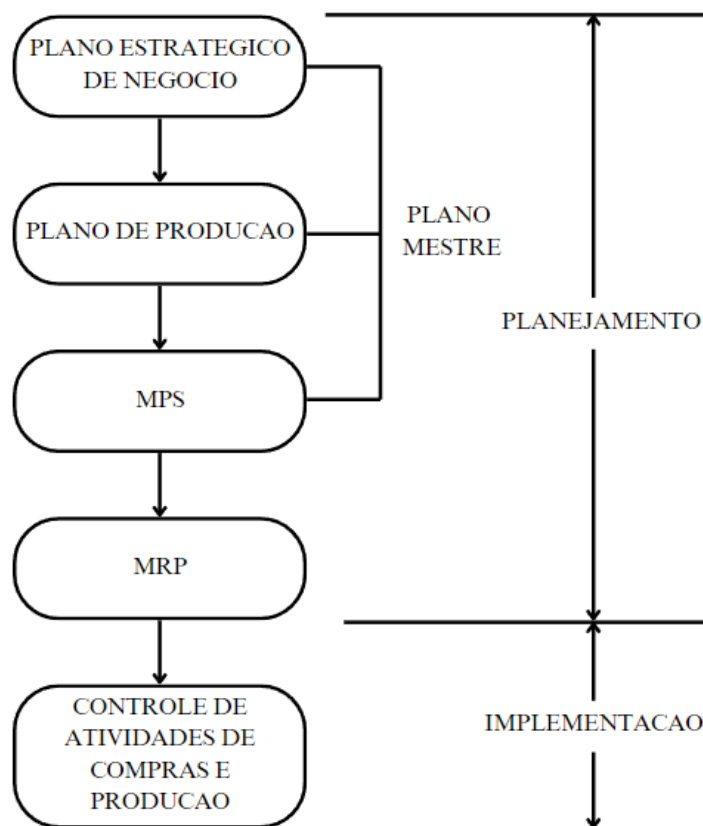 PLANO ESTRATEGICO
DE NEGOCIO
PLANO DE PRODUCAO
PLANO
MESTRE
PLANEJAMENTO
MPS
MRP
CONTROLE DE
ATIVIDADES DE
COMPRAS E
PRODUCAO
IMPLEMENTACAO